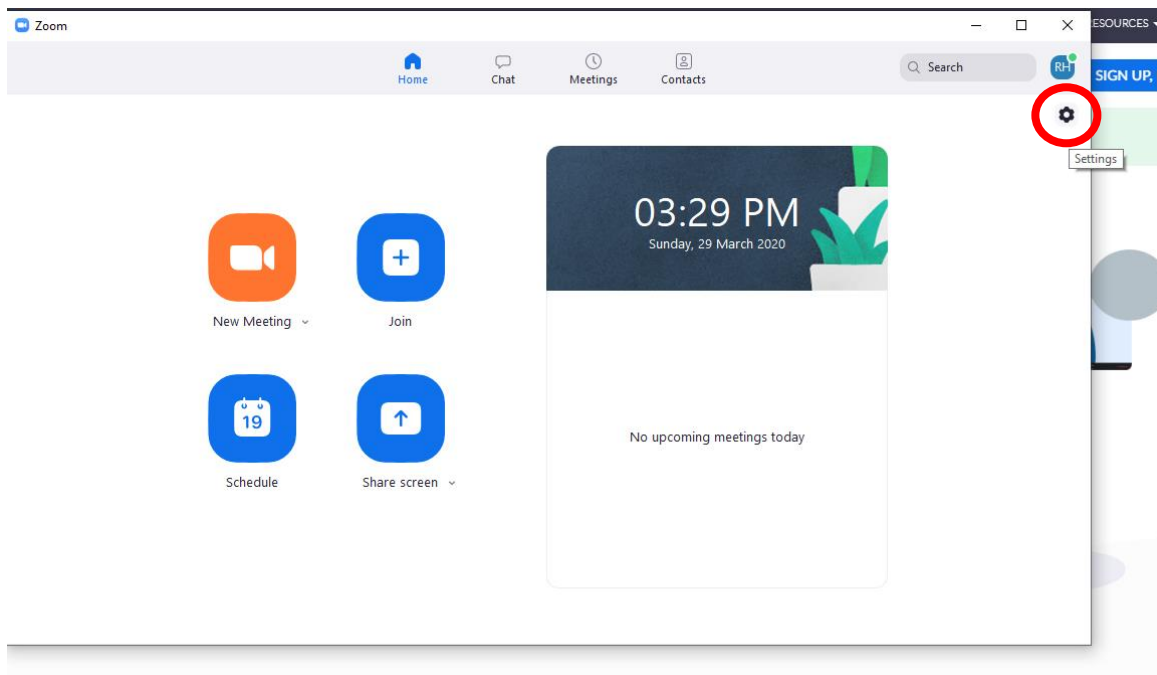 Zoom
ESOURCES
Home
Chat
Meetings
Contacts
Search
RH
SIGN UP,
Settings
03:29 PM
Sunday, 29 March 2020
New Meeting
Join
19
Schedule
Share screen
No upcoming meetings today